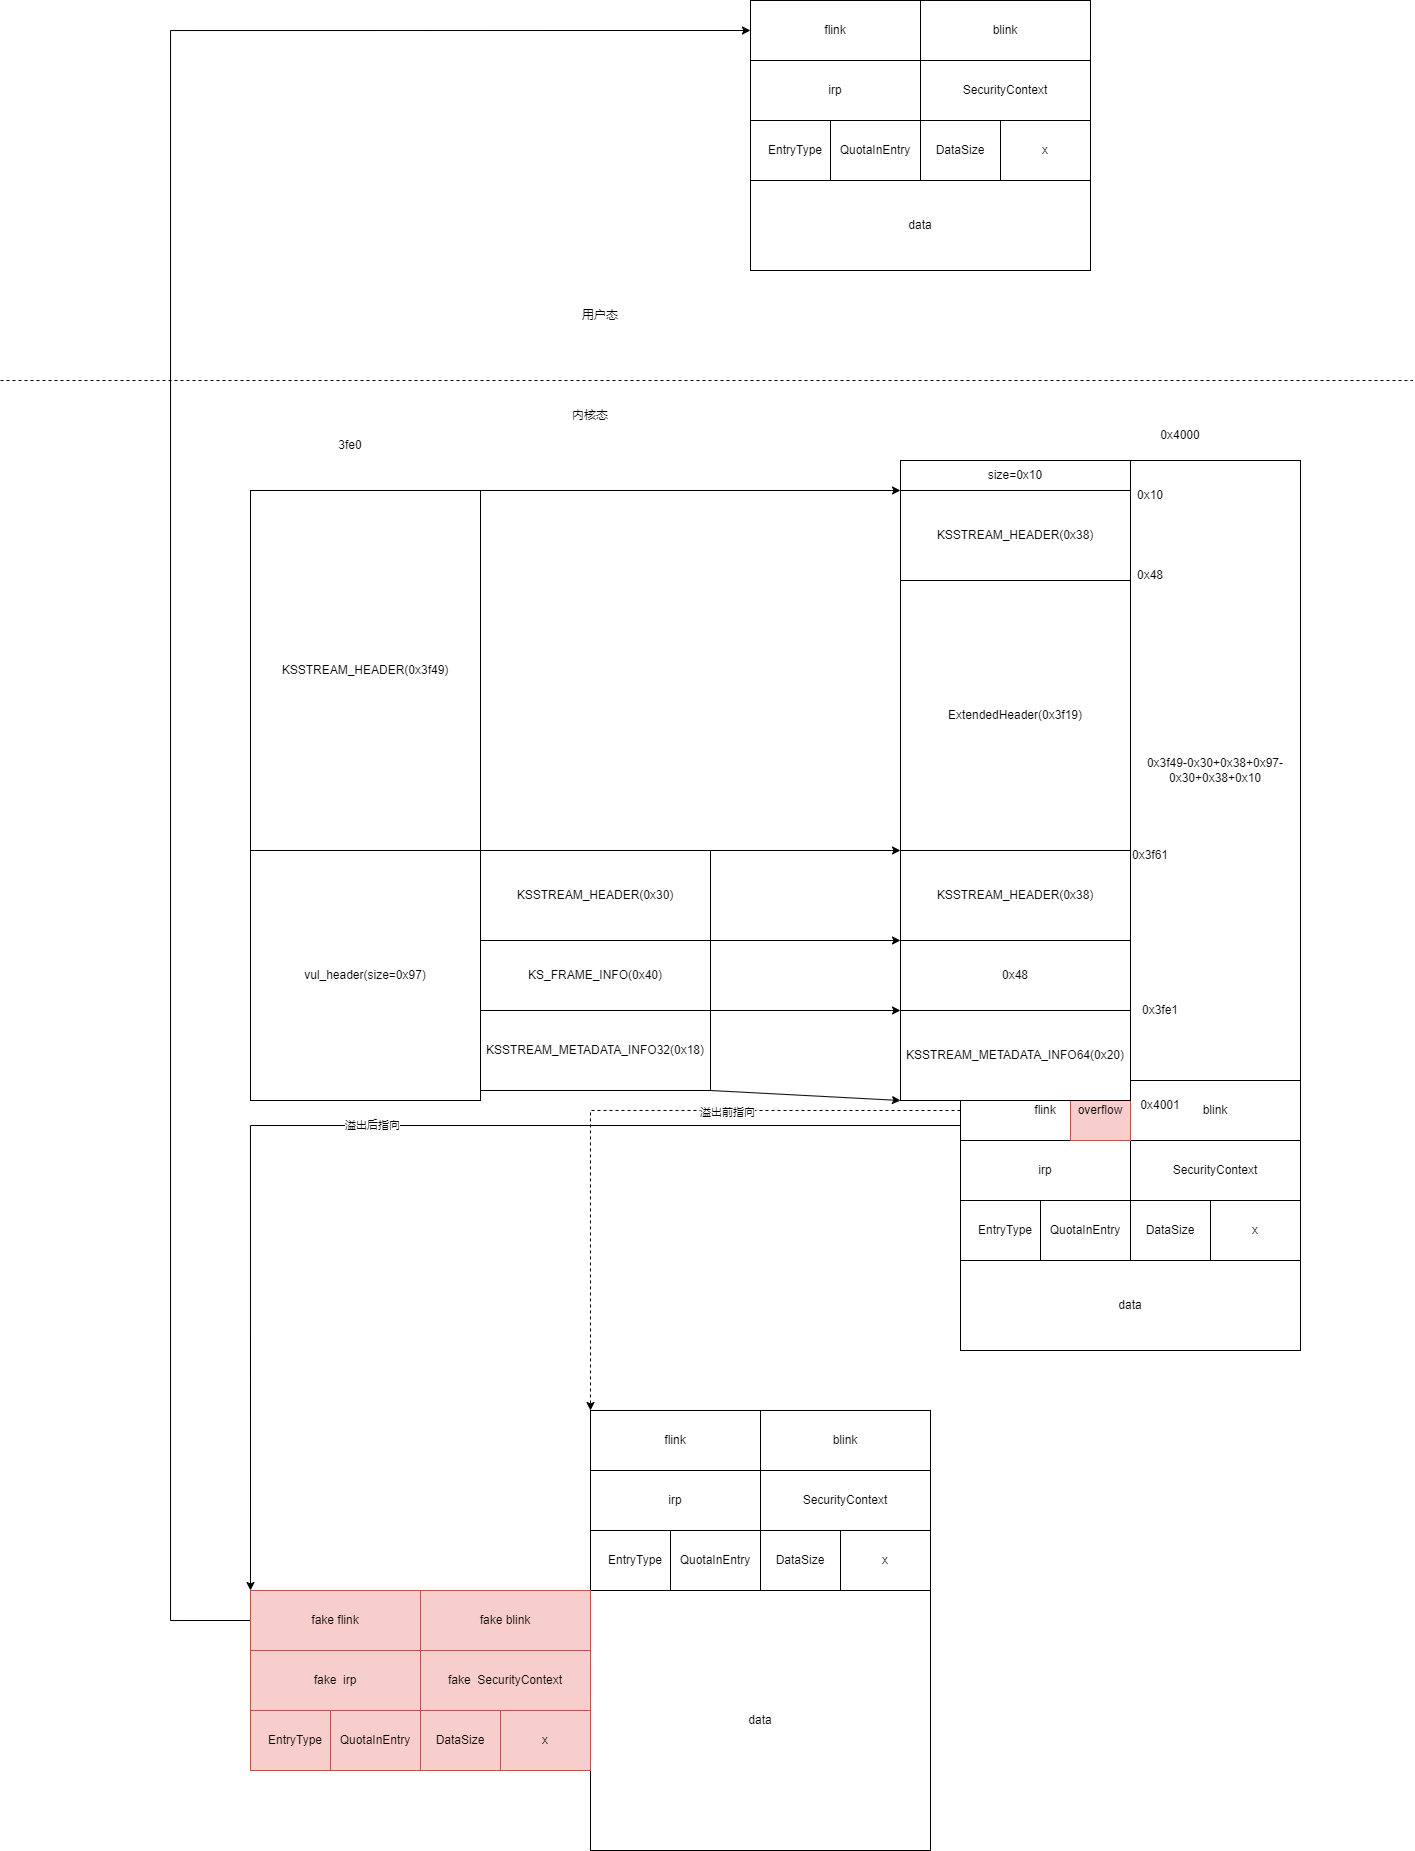 flink
blink
irp
SecurityContext
EntryType
QuotaInEntry
DataSize
x
data
用户态
内核态
3fe0
0x4000
size=0x10
0x10
KSSTREAM_HEADER(0x38)
0x48
KSSTREAM_HEADER(0x3f49)
ExtendedHeader(0x3f19)
0x3f49-0x30+0x38+0x97-
0x30+0x38+0x10
0x3f61
KSSTREAM_HEADER(0x30)
KSSTREAM_HEADER(0x38)
vul_header(size=0x97)
KS_FRAME_INFO(0x40)
0x48
0x3fe1
KSSTREAM_METADATA_INFO32(0x18)
KSSTREAM_METADATA_INFO64(0x20)
溢出后指向
溢出前指向
flink
overflow
0x4001
blink
irp
SecurityContext
EntryType
QuotaInEntry
DataSize
x
data
flink
blink
irp
SecurityContext
EntryType
QuotaInEntry
DataSize
x
fake flink
fake blink
fake irp
fake SecurityContext
data
EntryType
QuotaInEntry
DataSize
x